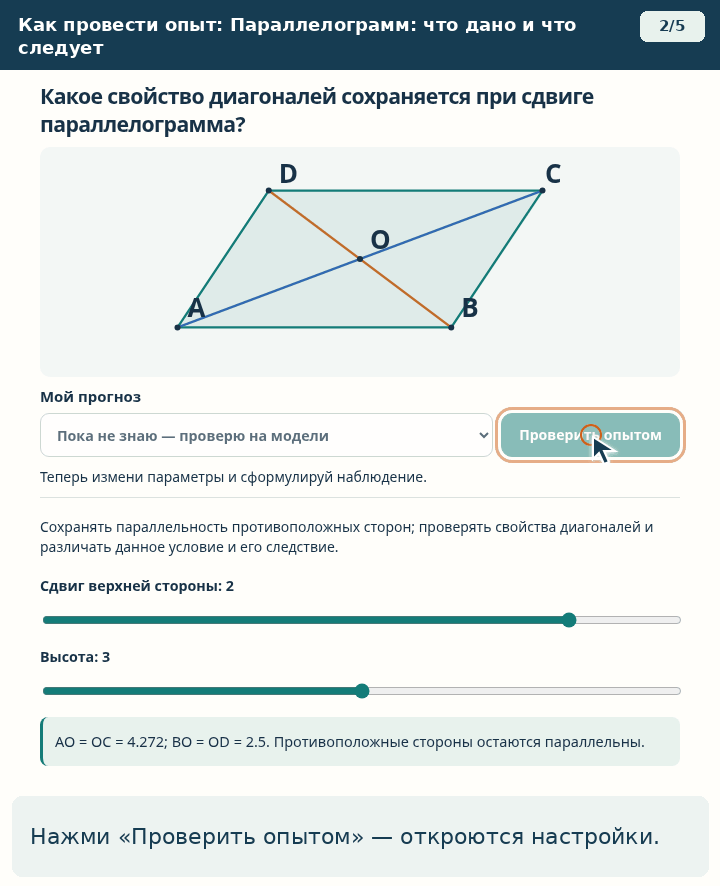 Как провести опыт: Параллелограмм: что дано и что
следует
2/5
Какое свойство диагоналей сохраняется при сдвиге
параллелограмма?
D
C
O
A
B
Мой прогноз
Пока не знаю — проверю на модели
Проверить опытом
Теперь измени параметры и сформулируй наблюдение.
Сохранять параллельность противоположных сторон; проверять свойства диагоналей и
различать данное условие и его следствие.
Сдвиг верхней стороны: 2
Высота: 3
AO = OC = 4.272; BO = OD = 2.5. Противоположные стороны остаются параллельны.
Нажми «Проверить опытом» — откроются настройки.